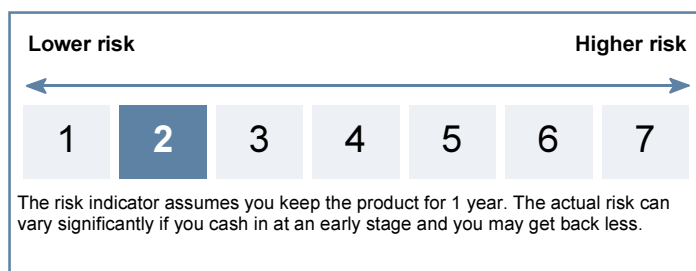 Lower risk Higher risk
1 2 3 4 5 6 7
The risk indicator assumes you keep the product for 1 year. The actual risk can
vary significantly if you cash in at an early stage and you may get back less.